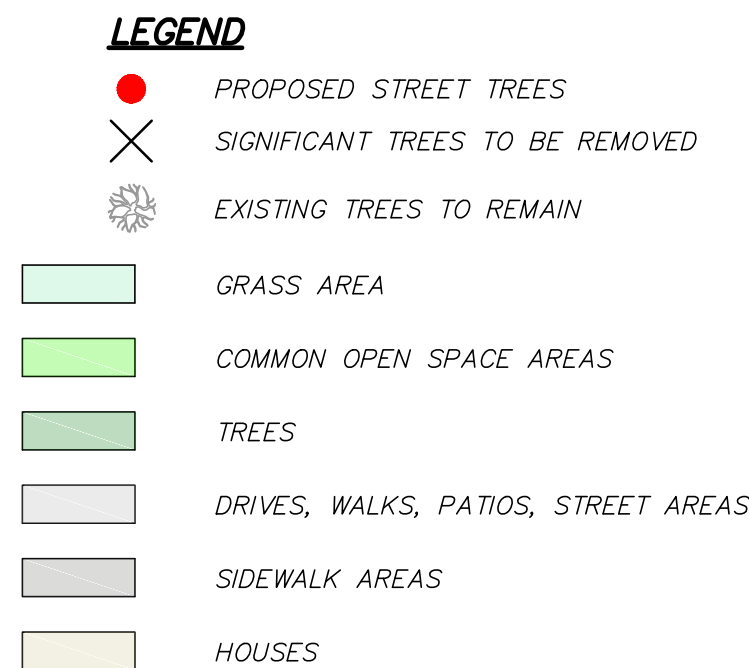 LEGEND
PROPOSED STREET TREES
SIGNIFICANT TREES TO BE REMOVED
EXISTING TREES TO REMAIN
GRASS AREA
COMMON OPEN SPACE AREAS
TREES
DRIVES, WALKS, PATIOS, STREET AREAS
SIDEWALK AREAS
HOUSES